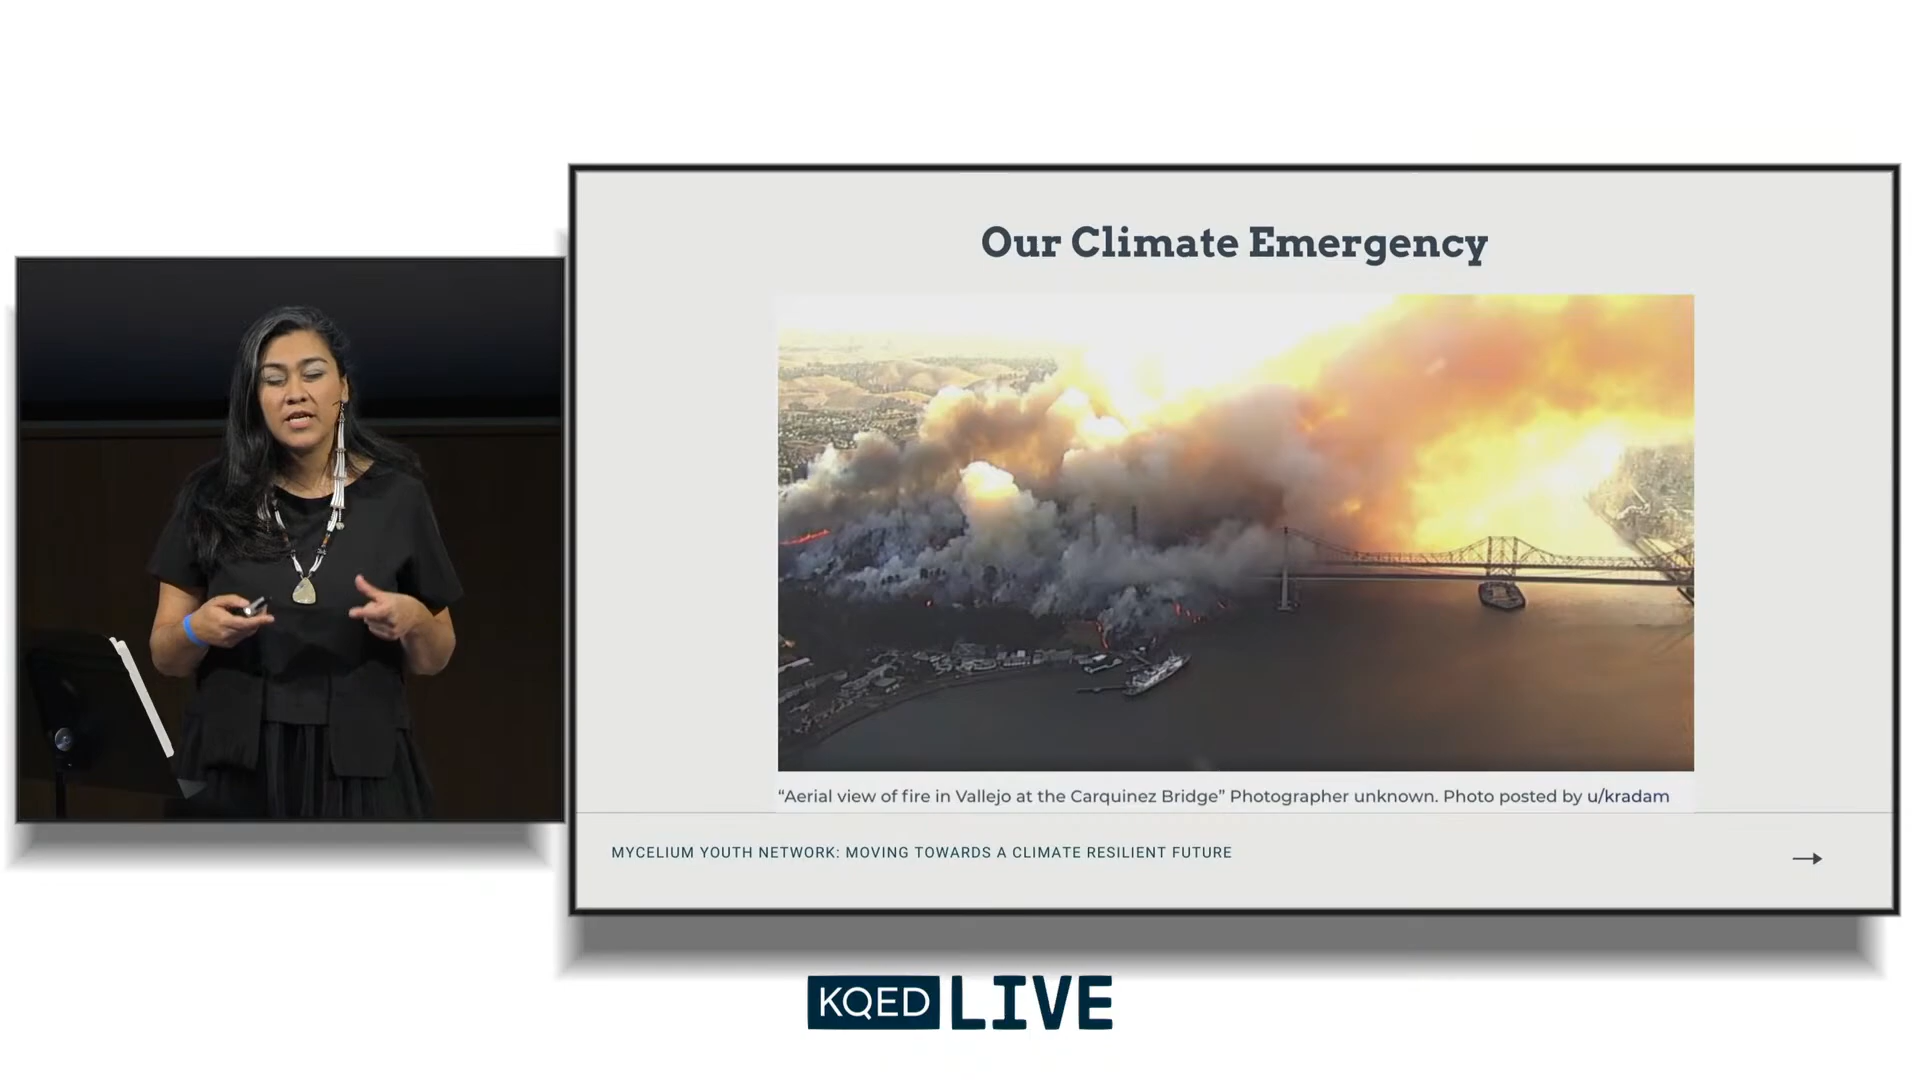 Our Climate Emergency
“Aerial view of fire in Vallejo at the Carquinez Bridge” Photographer unknown. Photo posted by u/kradam
MYCELIUM YOUTH NETWORK: MOVING TOWARDS A CLIMATE RESILIENT FUTURE
KQED LIVE